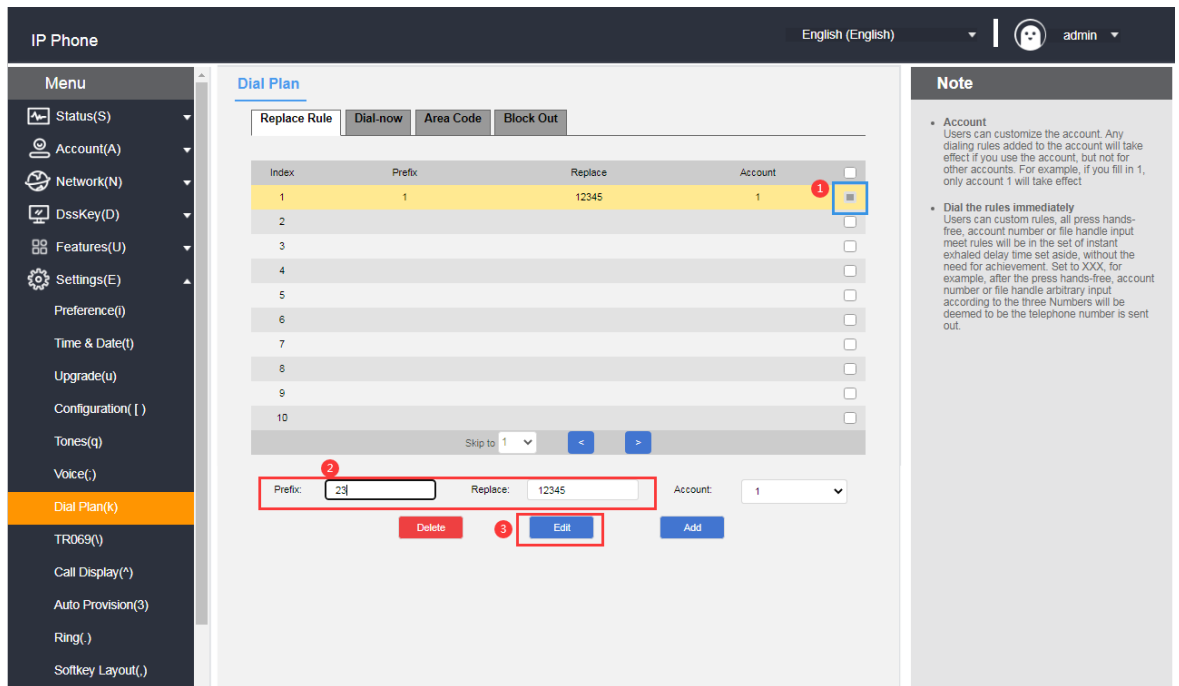 IP Phone
English (English)
admin
Menu
Status(S)
Account(A)
Network(N)
DssKey(D)
Features(U)
Settings(E)
Preference(i)
Time & Date(t)
Upgrade(u)
Configuration( [ )
Tones(q)
Voice(;)
Dial Plan(k)
TR069(\)
Call Display(^)
Auto Provision(3)
Ring(.)
Softkey Layout(,)
Dial Plan
Replace Rule Dial-now Area Code Block Out
Index Prefix Replace Account
1 1 12345 1 1
2
3
4
5
6
7
8
9
10
Skip to 1 < >
2
Prefix: 23 Replace: 12345 Account: 1
Delete 3 Edit Add
Note
• Account
Users can customize the account. Any
dialing rules added to the account will take
effect if you use the account, but not for
other accounts. For example, if you fill in 1,
only account 1 will take effect
• Dial the rules immediately
Users can custom rules, all press hands-
free, account number or file handle input
meet rules will be in the set of instant
exhaled delay time set aside, without the
need for achievement. Set to XXX, for
example, after the press hands-free, account
number or file handle arbitrary input
according to the three Numbers will be
deemed to be the telephone number is sent
out.